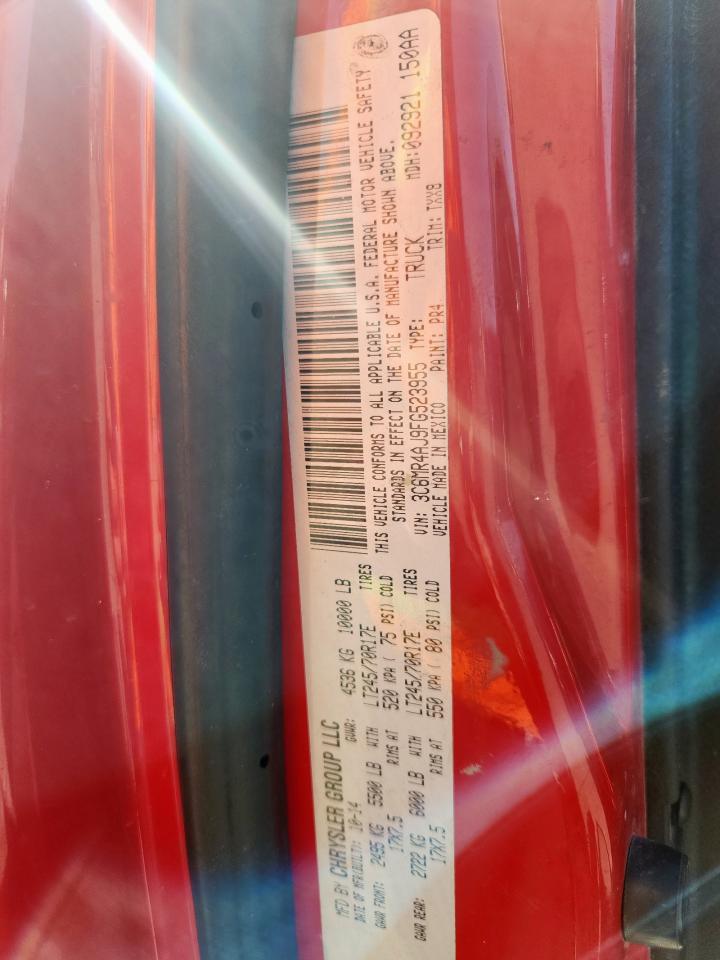 MFD BY CHRYSLER GROUP LLC
DATE OF MFR(BUILT): 10-14 GVWR: 4536 KG 10000 LB
GAWR FRONT: 2495 KG 5500 LB WITH LT245/70R17E TIRES
17X7.5 RIMS AT 520 KPA ( 75 PSI) COLD
GAWR REAR: 2722 KG 6000 LB WITH LT245/70R17E TIRES
17X7.5 RIMS AT 550 KPA ( 80 PSI) COLD
THIS VEHICLE CONFORMS TO ALL APPLICABLE U.S.A. FEDERAL MOTOR VEHICLE SAFETY
STANDARDS IN EFFECT ON THE DATE OF MANUFACTURE SHOWN ABOVE.
VIN: 3C6MR4AJ9FG523955 TYPE: TRUCK MDH:092921 150AA
VEHICLE MADE IN MEXICO PAINT: PR4 TRIM: TXX8